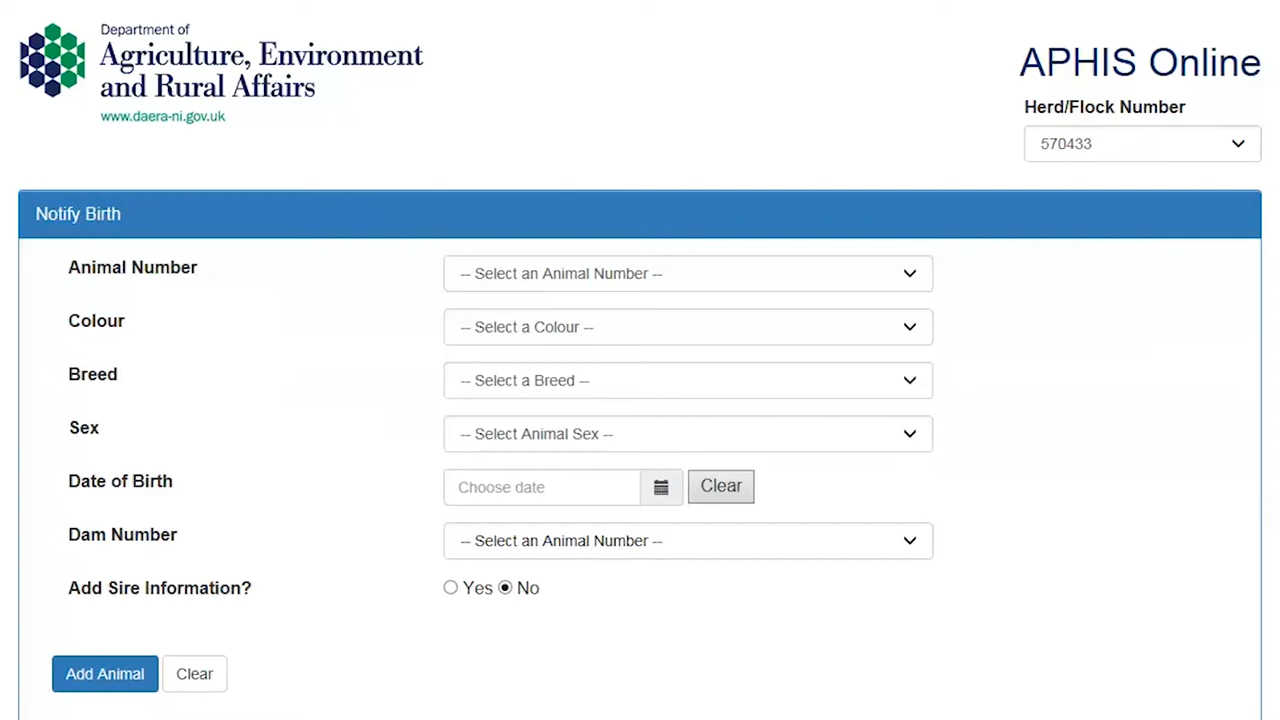 Department of
Agriculture, Environment
and Rural Affairs
www.daera-ni.gov.uk
APHIS Online
Herd/Flock Number
570433
Notify Birth
Animal Number
-- Select an Animal Number --
Colour
-- Select a Colour --
Breed
-- Select a Breed --
Sex
-- Select Animal Sex --
Date of Birth
Choose date
Clear
Dam Number
-- Select an Animal Number --
Add Sire Information?
Yes No
Add Animal Clear